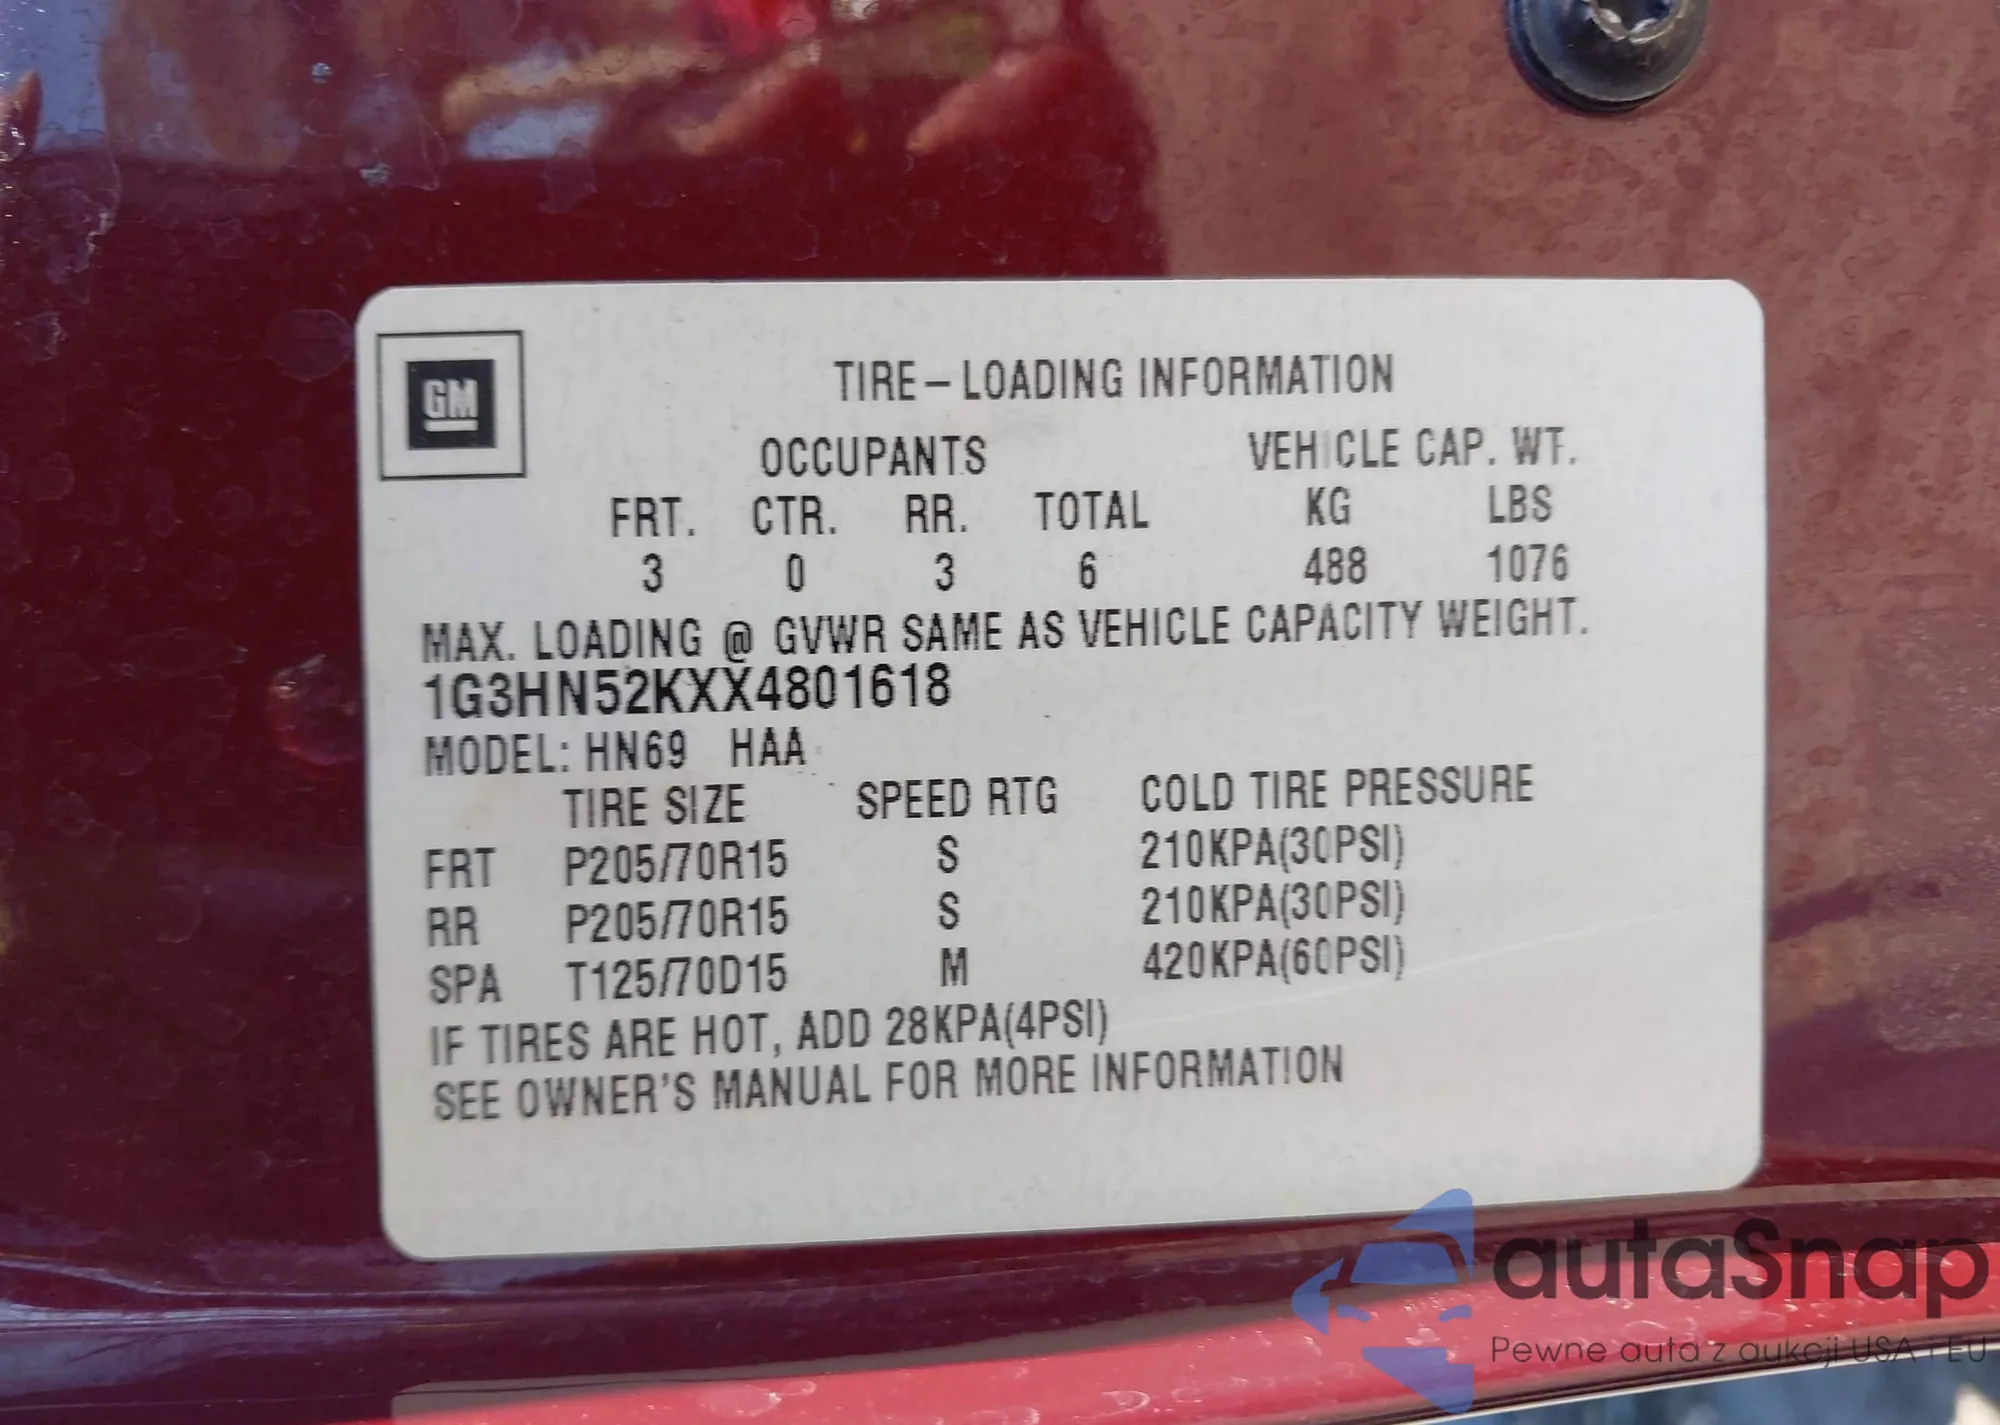 GM
TIRE – LOADING INFORMATION
OCCUPANTS VEHICLE CAP. WT.
FRT. CTR. RR. TOTAL KG LBS
3 0 3 6 488 1076
MAX. LOADING @ GVWR SAME AS VEHICLE CAPACITY WEIGHT.
1G3HN52KXX4801618
MODEL: HN69 HAA
TIRE SIZE SPEED RTG COLD TIRE PRESSURE
FRT P205/70R15 S 210KPA(30PSI)
RR P205/70R15 S 210KPA(30PSI)
SPA T125/70D15 M 420KPA(60PSI)
IF TIRES ARE HOT, ADD 28KPA(4PSI)
SEE OWNER'S MANUAL FOR MORE INFORMATION
autaSnap
Pewne auta z aukcji USA i EU